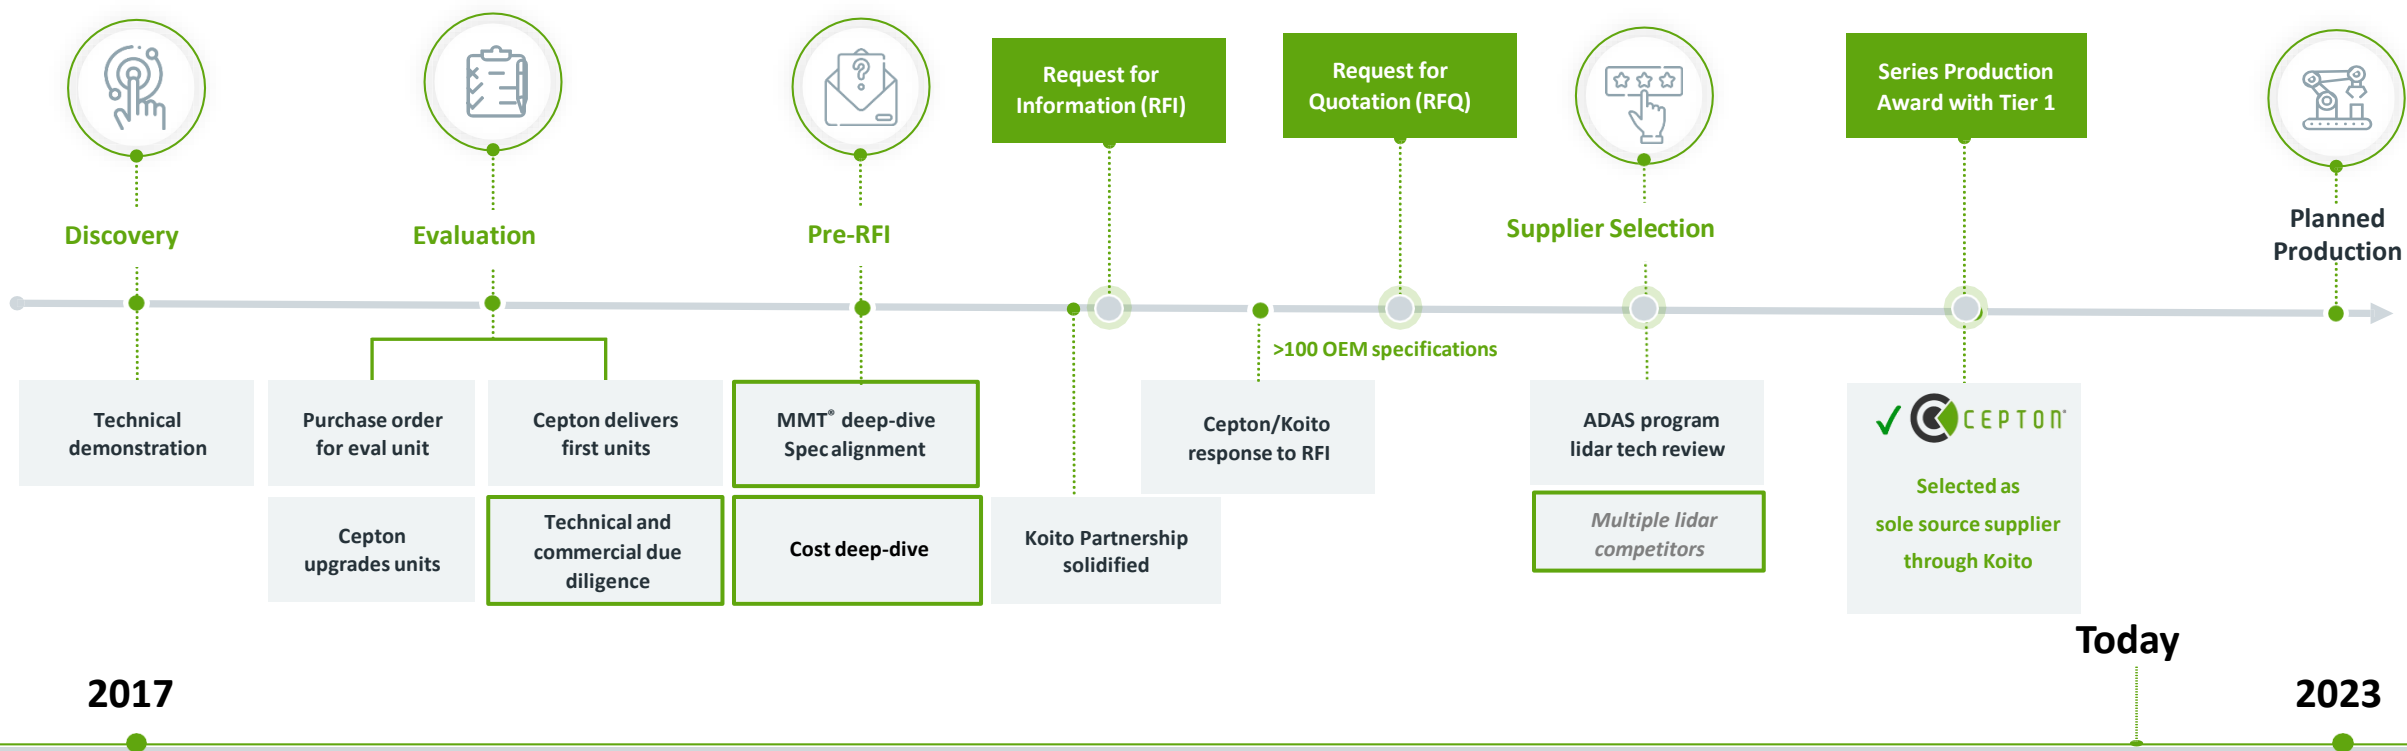 Request for
Information (RFI)
Request for
Quotation (RFQ)
Series Production
Award with Tier 1
Discovery
Evaluation
Pre-RFI
Supplier Selection
Planned
Production
>100 OEM specifications
Technical
demonstration
Purchase order
for eval unit
Cepton delivers
first units
MMT® deep-dive
Spec alignment
Cepton/Koito
response to RFI
ADAS program
lidar tech review
CEPTON
Selected as
sole source supplier
through Koito
Cepton
upgrades units
Technical and
commercial due
diligence
Cost deep-dive
Koito Partnership
solidified
Multiple lidar
competitors
Today
2017
2023